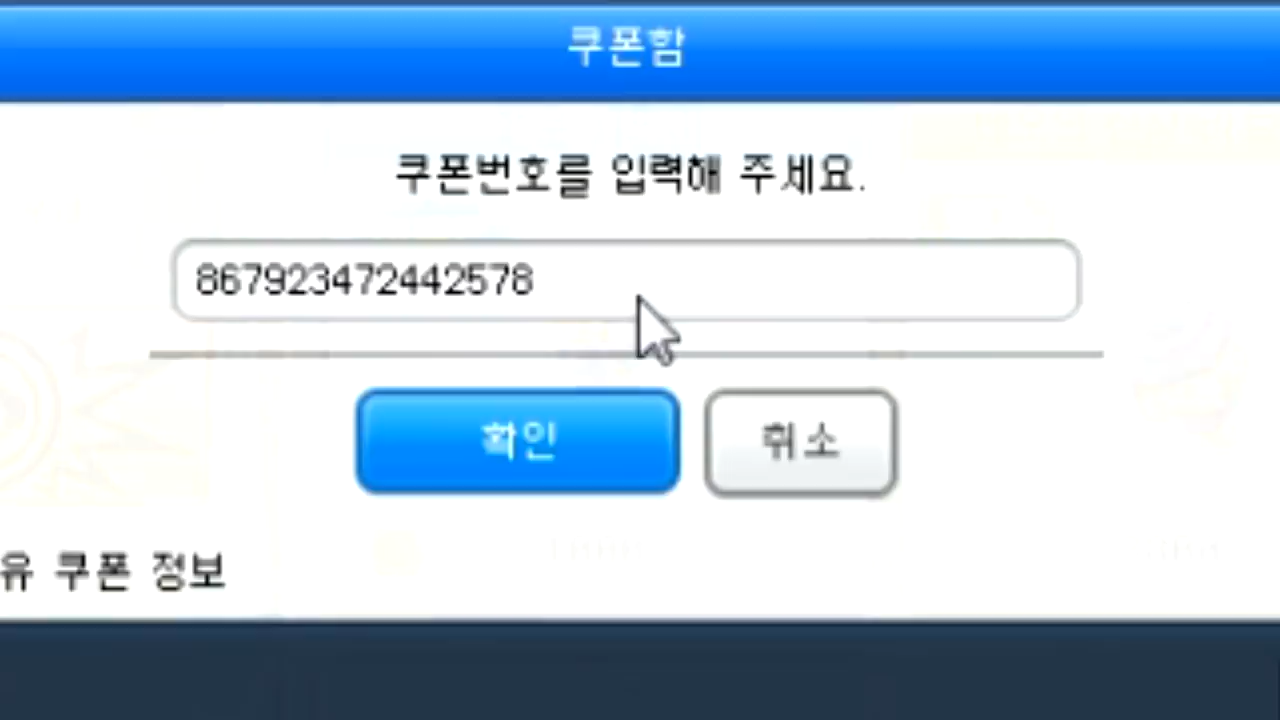 쿠폰함
쿠폰번호를 입력해 주세요.
867923472442578
확인 취소
유 쿠폰 정보